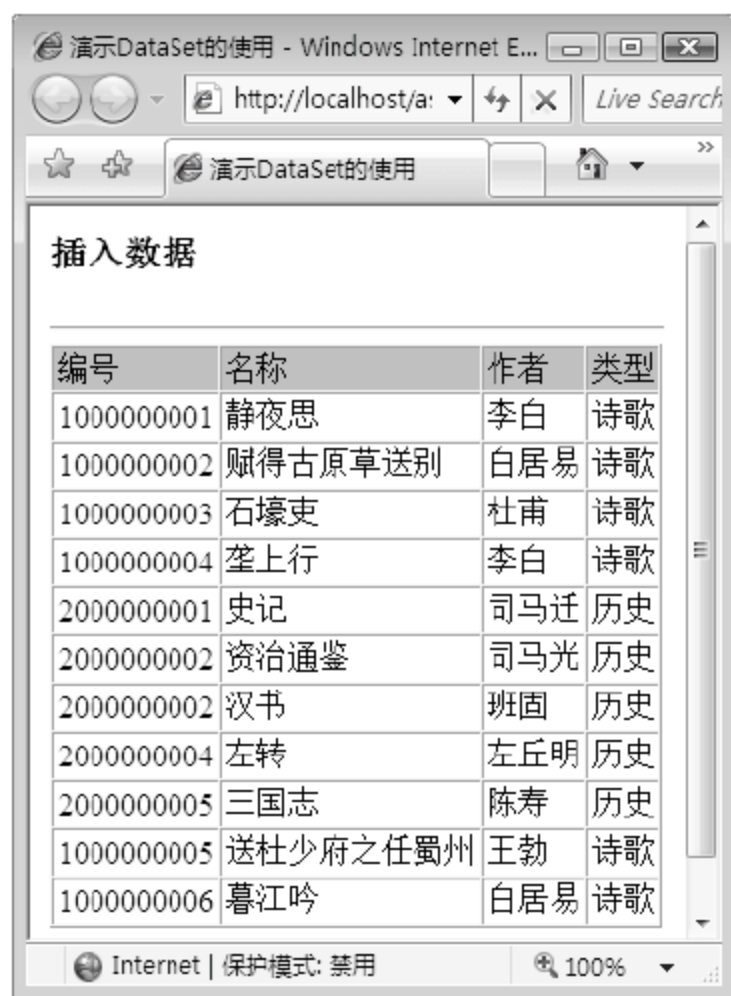 演示DataSet的使用 - Windows Internet E...
http://localhost/a: Live Search
演示DataSet的使用 »
插入数据
编号 名称 作者 类型
1000000001 静夜思 李白 诗歌
1000000002 赋得古原草送别 白居易 诗歌
1000000003 石壕吏 杜甫 诗歌
1000000004 垄上行 李白 诗歌
2000000001 史记 司马迁 历史
2000000002 资治通鉴 司马光 历史
2000000002 汉书 班固 历史
2000000004 左转 左丘明 历史
2000000005 三国志 陈寿 历史
1000000005 送杜少府之任蜀州 王勃 诗歌
1000000006 暮江吟 白居易 诗歌
Internet | 保护模式: 禁用 100%